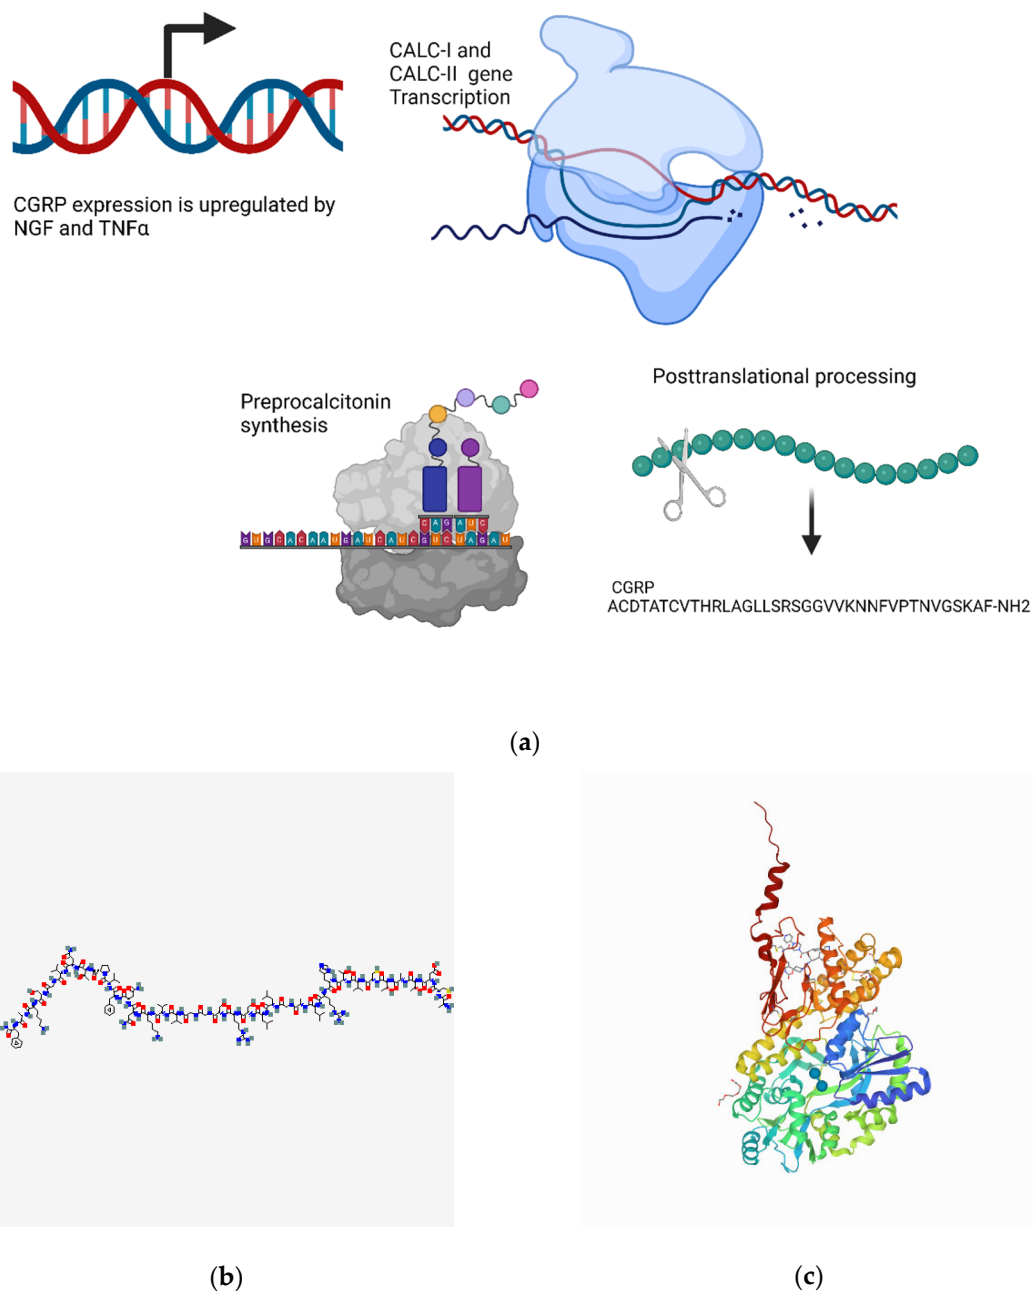 CALC-I and
CALC-II gene
Transcription
CGRP expression is upregulated by
NGF and TNFα
Preprocalcitonin
synthesis
Posttranslational processing
C A G A U C
G U G C A C A A U G A U C A U C G U C U A G A U
CGRP
ACDTATCVTHRLAGLLSRSGGVVKNNFVPTNVGSKAF-NH2
(a)
(b)
(c)